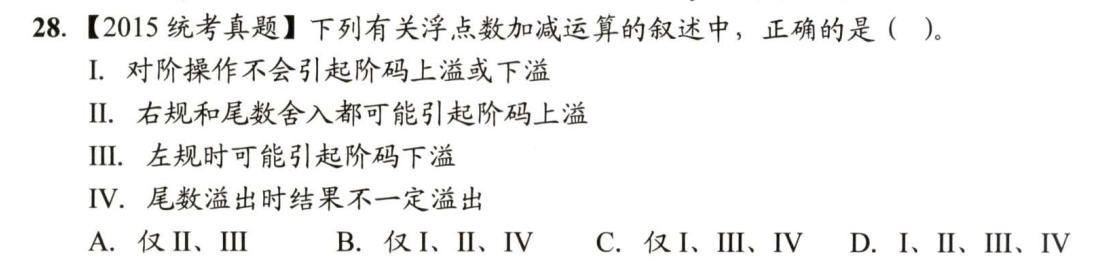 28. 【2015 统考真题】下列有关浮点数加减运算的叙述中，正确的是（ ）。
I. 对阶操作不会引起阶码上溢或下溢
II. 右规和尾数舍入都可能引起阶码上溢
III. 左规时可能引起阶码下溢
IV. 尾数溢出时结果不一定溢出
A. 仅 II、III B. 仅 I、II、IV C. 仅 I、III、IV D. I、II、III、IV